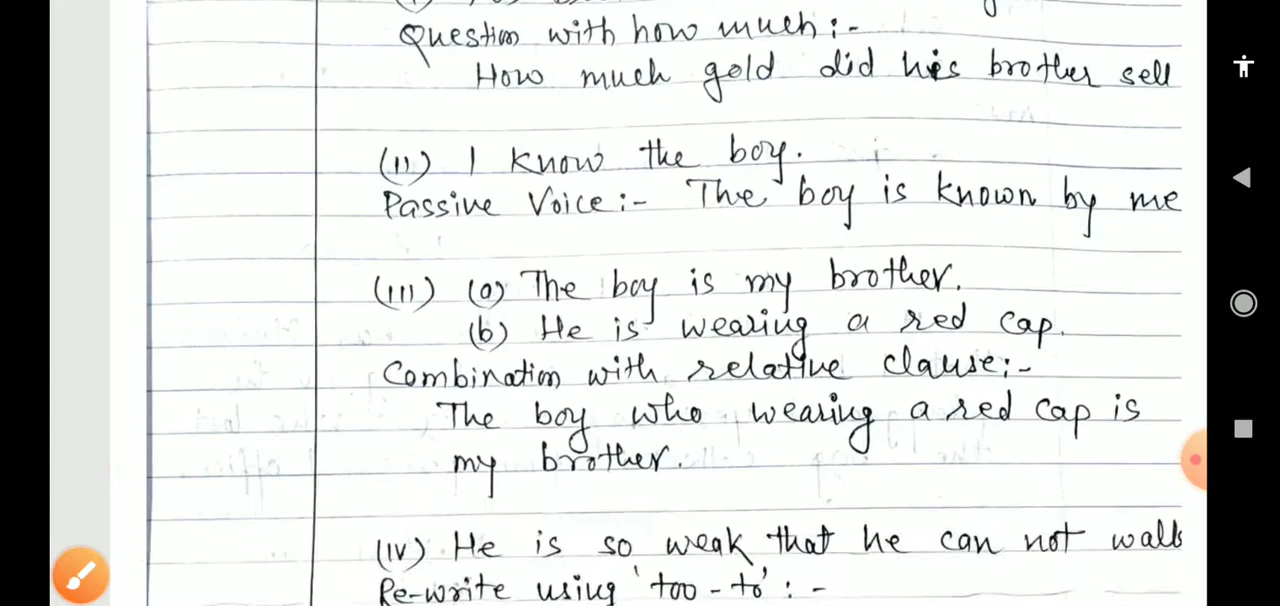 Question with how much :-
How much gold did his brother sell
(ii) I know the boy.
Passive Voice :- The boy is known by me
(iii) (a) The boy is my brother.
(b) He is wearing a red cap.
Combination with relative clause :-
The boy who wearing a red cap is
my brother.
(iv) He is so weak that he can not walk
Re-write using 'too - to' : -